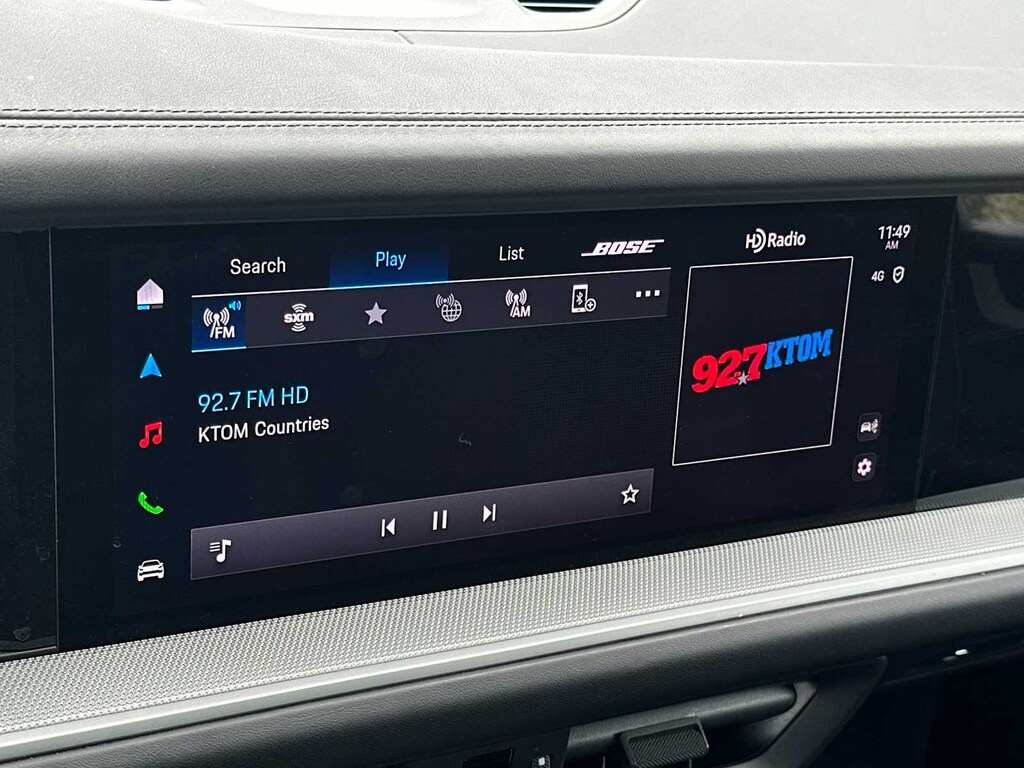 Search
Play
List
BOSE
HD Radio
11:49
AM
4G
FM
sxm
AM
92.7 KTOM
92.7 FM HD
KTOM Countries